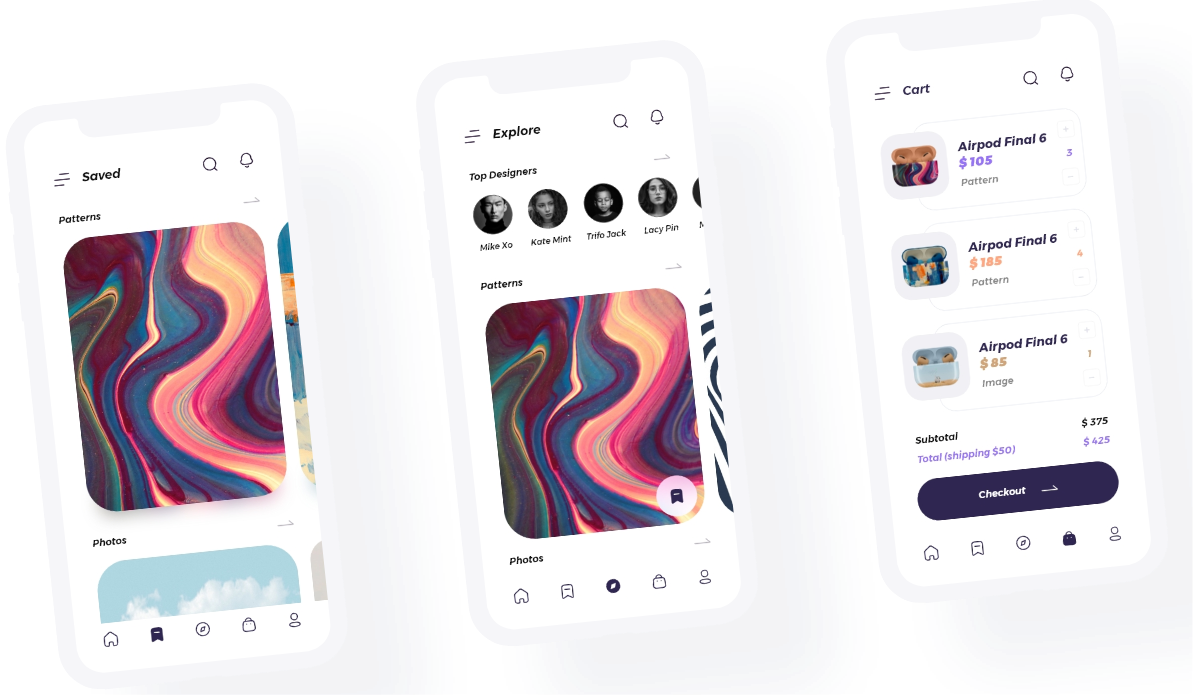 Saved
Patterns
Photos
Explore
Top Designers
Mike Xo
Kate Mint
Trifo Jack
Lacy Pin
Patterns
Photos
Cart
Airpod Final 6
+
$ 105
3
Pattern
−
Airpod Final 6
+
$ 185
4
Pattern
−
Airpod Final 6
+
$ 85
1
Image
−
Subtotal
$ 375
Total (shipping $50)
$ 425
Checkout